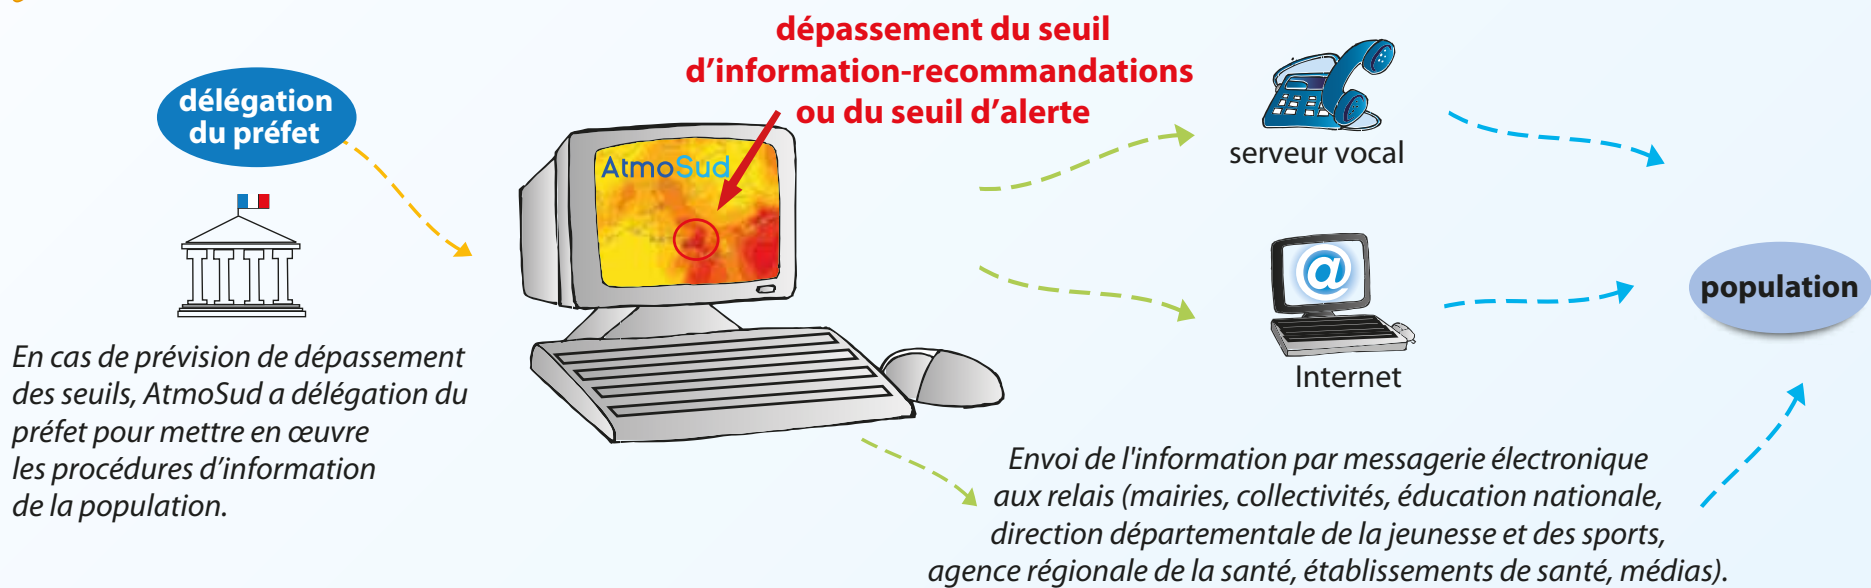 délégation
du préfet
En cas de prévision de dépassement
des seuils, AtmoSud a délégation du
préfet pour mettre en œuvre
les procédures d’information
de la population.
dépassement du seuil
d’information-recommandations
ou du seuil d’alerte
AtmoSud
serveur vocal
@
Internet
Envoi de l'information par messagerie électronique
aux relais (mairies, collectivités, éducation nationale,
direction départementale de la jeunesse et des sports,
agence régionale de la santé, établissements de santé, médias).
population